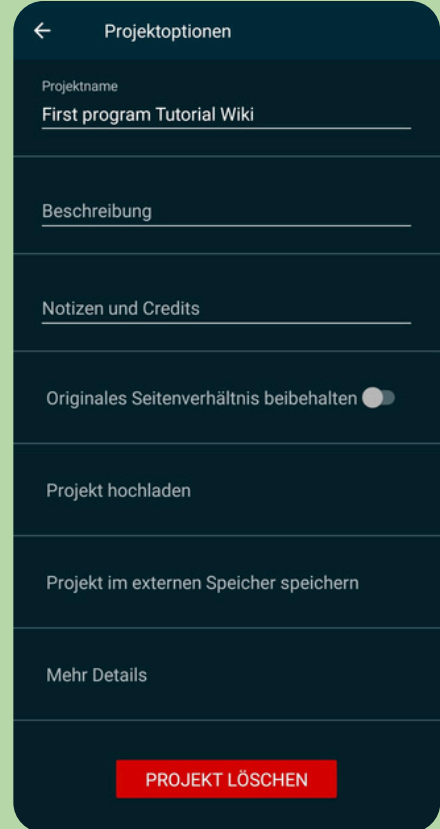 Projektoptionen
Projektname
First program Tutorial Wiki
Beschreibung
Notizen und Credits
Originales Seitenverhältnis beibehalten
Projekt hochladen
Projekt im externen Speicher speichern
Mehr Details
PROJEKT LÖSCHEN